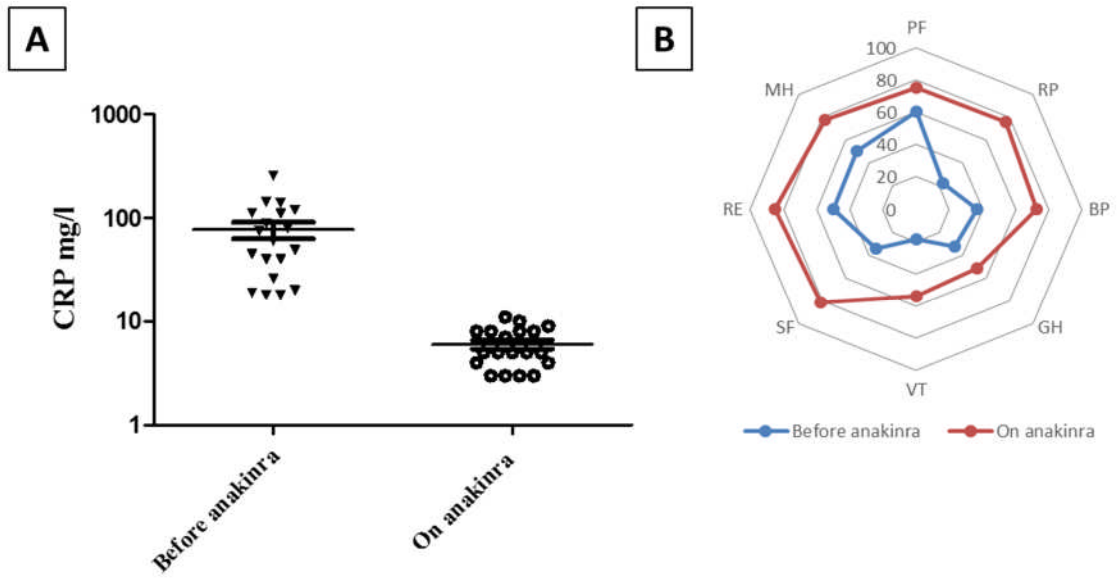 A
CRP mg/l
1000
100
10
1
Before anakinra
On anakinra
B
PF
RP
BP
GH
VT
SF
RE
MH
100
80
60
40
20
0
Before anakinra
On anakinra